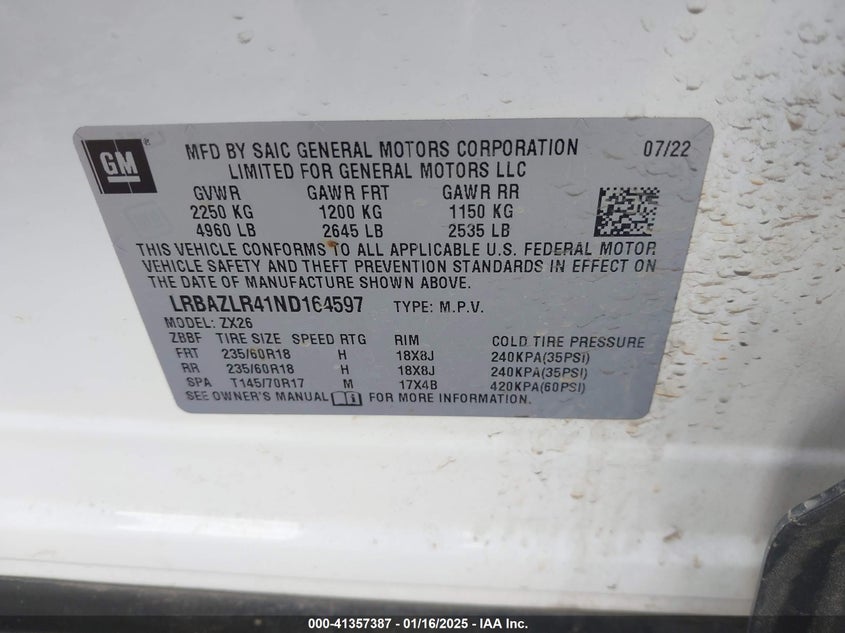 GM
MFD BY SAIC GENERAL MOTORS CORPORATION 07/22
LIMITED FOR GENERAL MOTORS LLC
GVWR GAWR FRT GAWR RR
2250 KG 1200 KG 1150 KG
4960 LB 2645 LB 2535 LB
THIS VEHICLE CONFORMS TO ALL APPLICABLE U.S. FEDERAL MOTOR
VEHICLE SAFETY AND THEFT PREVENTION STANDARDS IN EFFECT ON
THE DATE OF MANUFACTURE SHOWN ABOVE.
LRBAZLR41ND164597 TYPE: M.P.V.
MODEL: ZX26
ZBBF TIRE SIZE SPEED RTG RIM COLD TIRE PRESSURE
FRT 235/60R18 H 18X8J 240KPA(35PSI)
RR 235/60R18 H 18X8J 240KPA(35PSI)
SPA T145/70R17 M 17X4B 420KPA(60PSI)
SEE OWNER'S MANUAL FOR MORE INFORMATION.
000-41357387 - 01/16/2025 - IAA Inc.